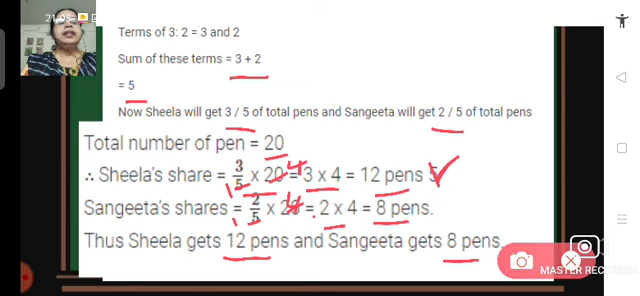 21:05
Terms of 3: 2 = 3 and 2
Sum of these terms = 3 + 2
= 5
Now Sheela will get 3 / 5 of total pens and Sangeeta will get 2 / 5 of total pens
Total number of pen = 20
∴ Sheela's share = 3/5 x 20 = 3 x 4 = 12 pens
Sangeeta's shares = 2/5 x 20 = 2 x 4 = 8 pens.
Thus Sheela gets 12 pens and Sangeeta gets 8 pens.
MASTER RECORDER